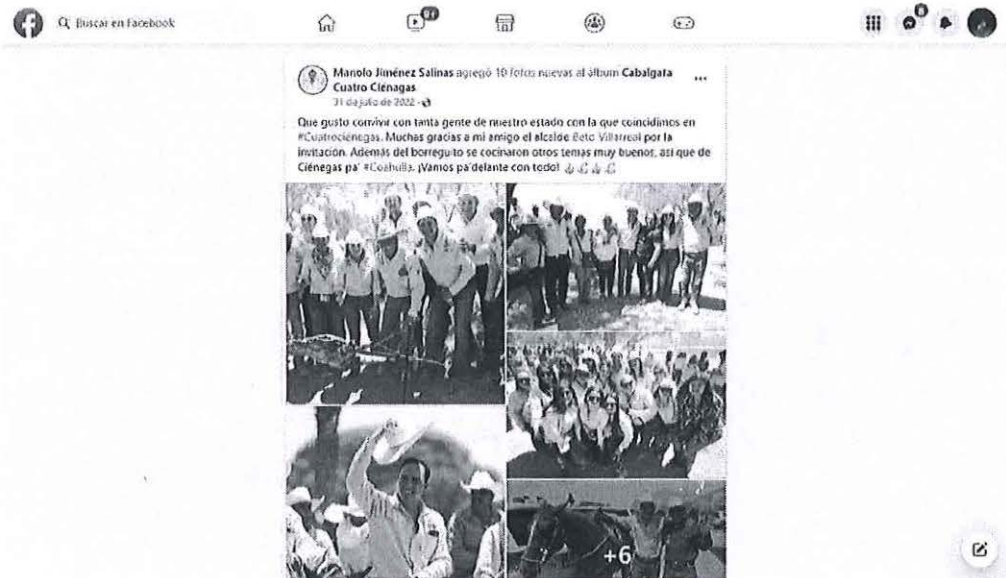 Buscar en Facebook
Manolo Jiménez Salinas agregó 10 fotos nuevas al álbum Cabalgata
Cuatro Ciénagas
31 de julio de 2022
Que gusto convivir con tanta gente de nuestro estado con la que coincidimos en
#Cuatrociénegas. Muchas gracias a mi amigo el alcalde Beto Villarreal por la
invitación. Además del borreguito se cocinaron otros temas muy buenos, así que de
Ciénegas pa' #Coahuila. ¡Vamos pa'delante con todo!
+6